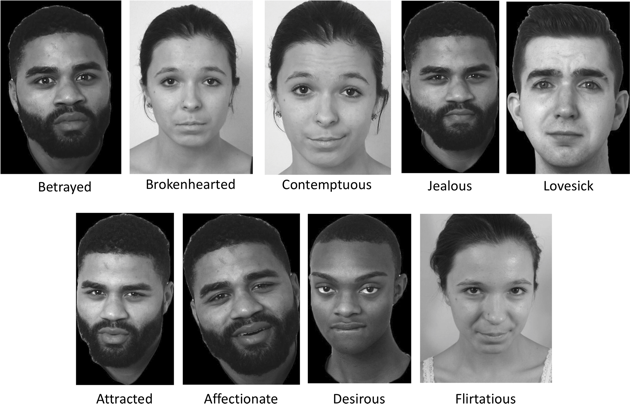 Betrayed
Brokenhearted
Contemptuous
Jealous
Lovesick
Attracted
Affectionate
Desirous
Flirtatious